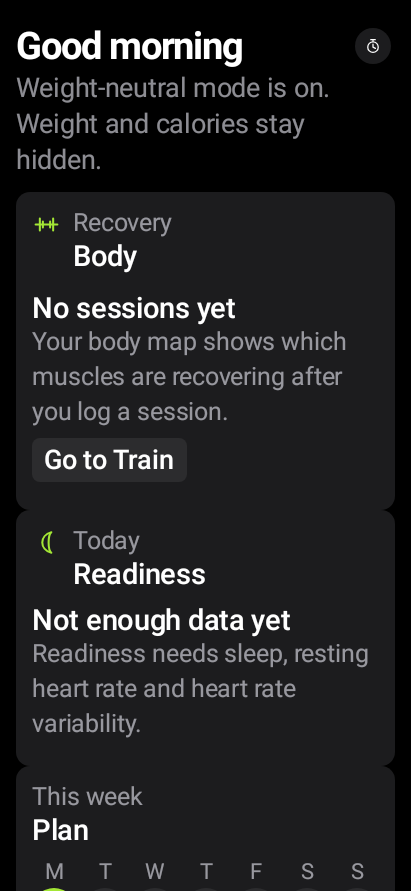 Good morning
Weight-neutral mode is on.
Weight and calories stay
hidden.
Recovery
Body
No sessions yet
Your body map shows which
muscles are recovering after
you log a session.
Go to Train
Today
Readiness
Not enough data yet
Readiness needs sleep, resting
heart rate and heart rate
variability.
This week
Plan
M T W T F S S